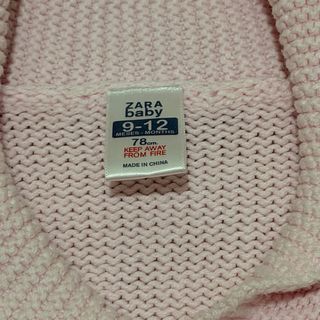 ZARA
baby
9-12
MESES - MONTHS
78cm.
KEEP AWAY
FROM FIRE
MADE IN CHINA